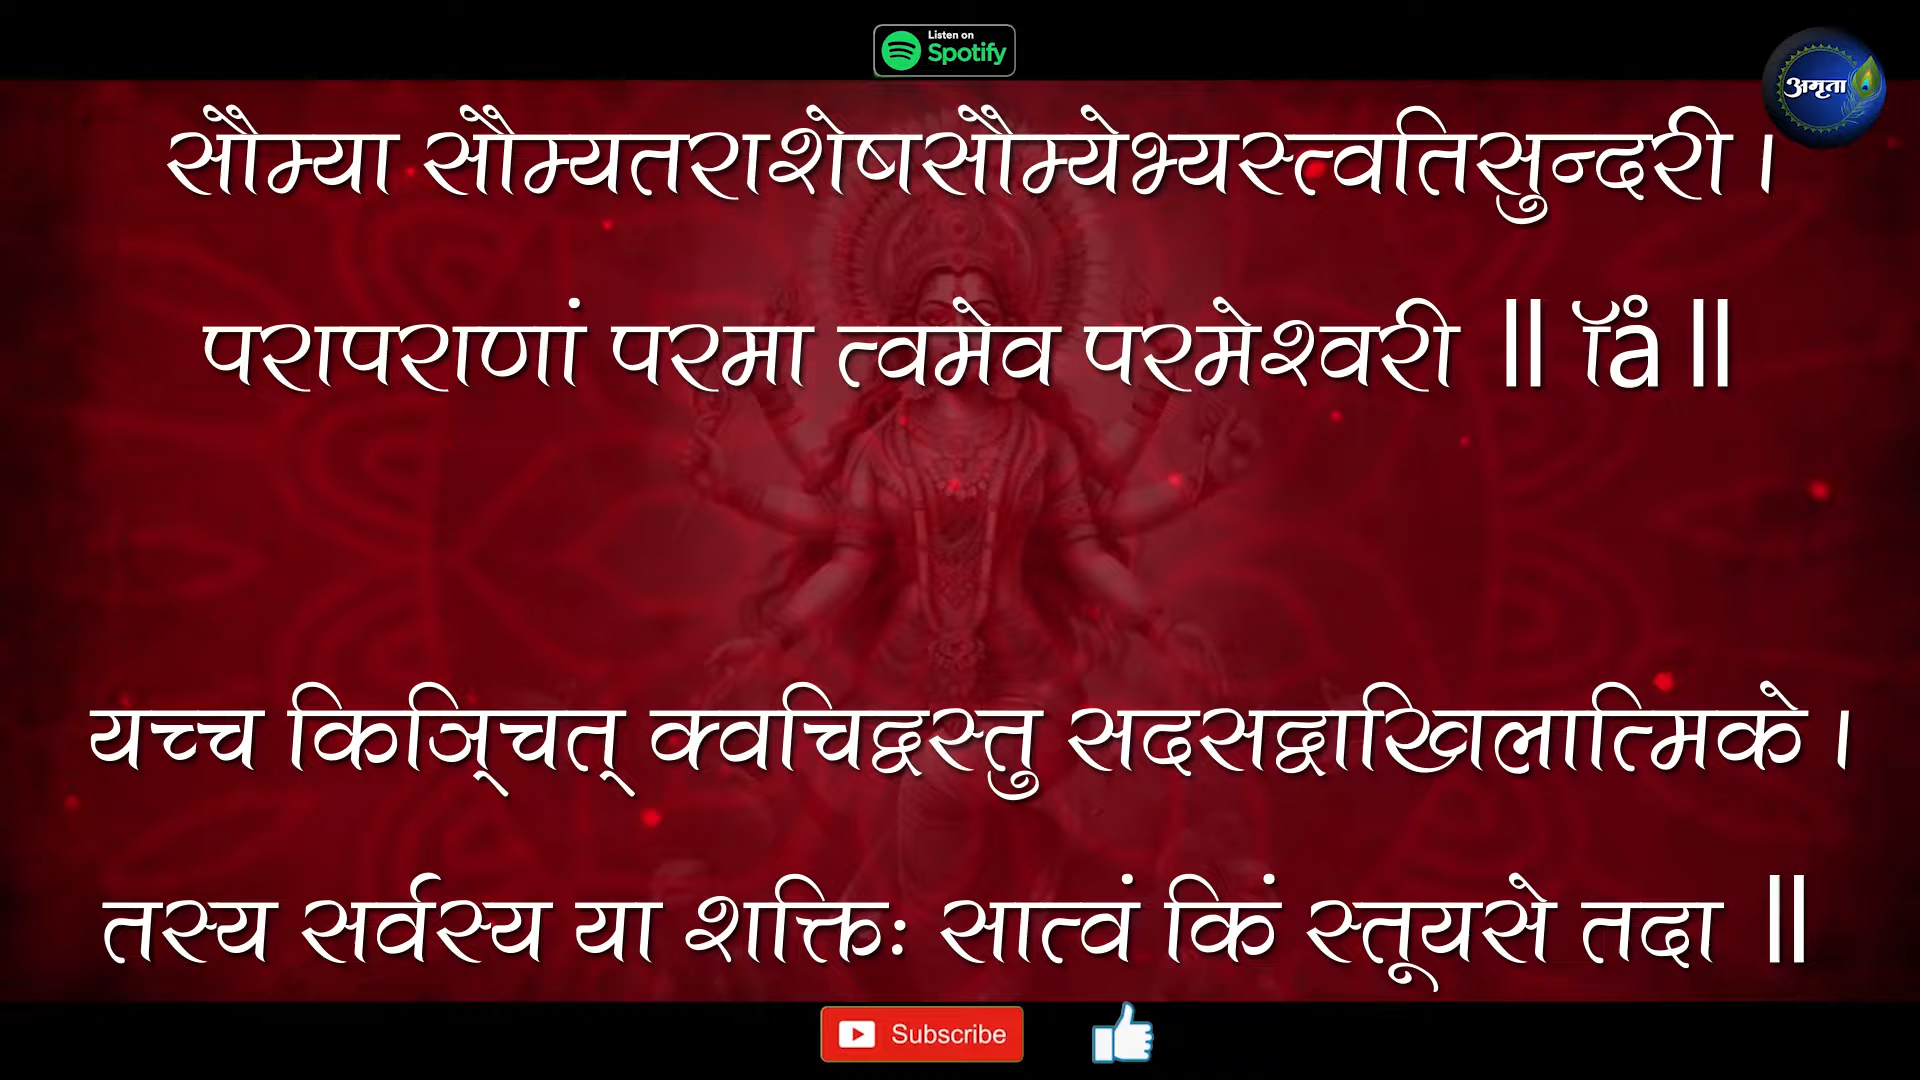 Listen on
Spotify
अमृता
सौम्या सौम्यतराशेषसौम्येभ्यस्त्वतिसुन्दरी ।
परापराणां परमा त्वमेव परमेश्वरी ॥ ॉå ॥
यच्च किञ्चित् क्वचिद्वस्तु सदसद्वाखिलात्मिके ।
तस्य सर्वस्य या शक्तिः सात्वं किं स्तूयसे तदा ॥
Subscribe